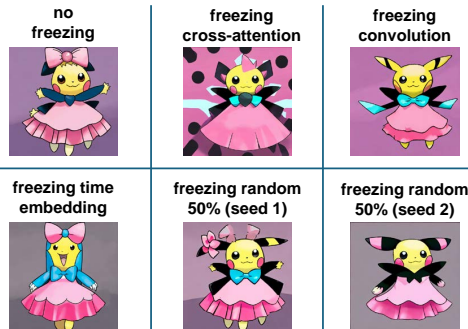 no
freezing
freezing
cross-attention
freezing
convolution
freezing time
embedding
freezing random
50% (seed 1)
freezing random
50% (seed 2)